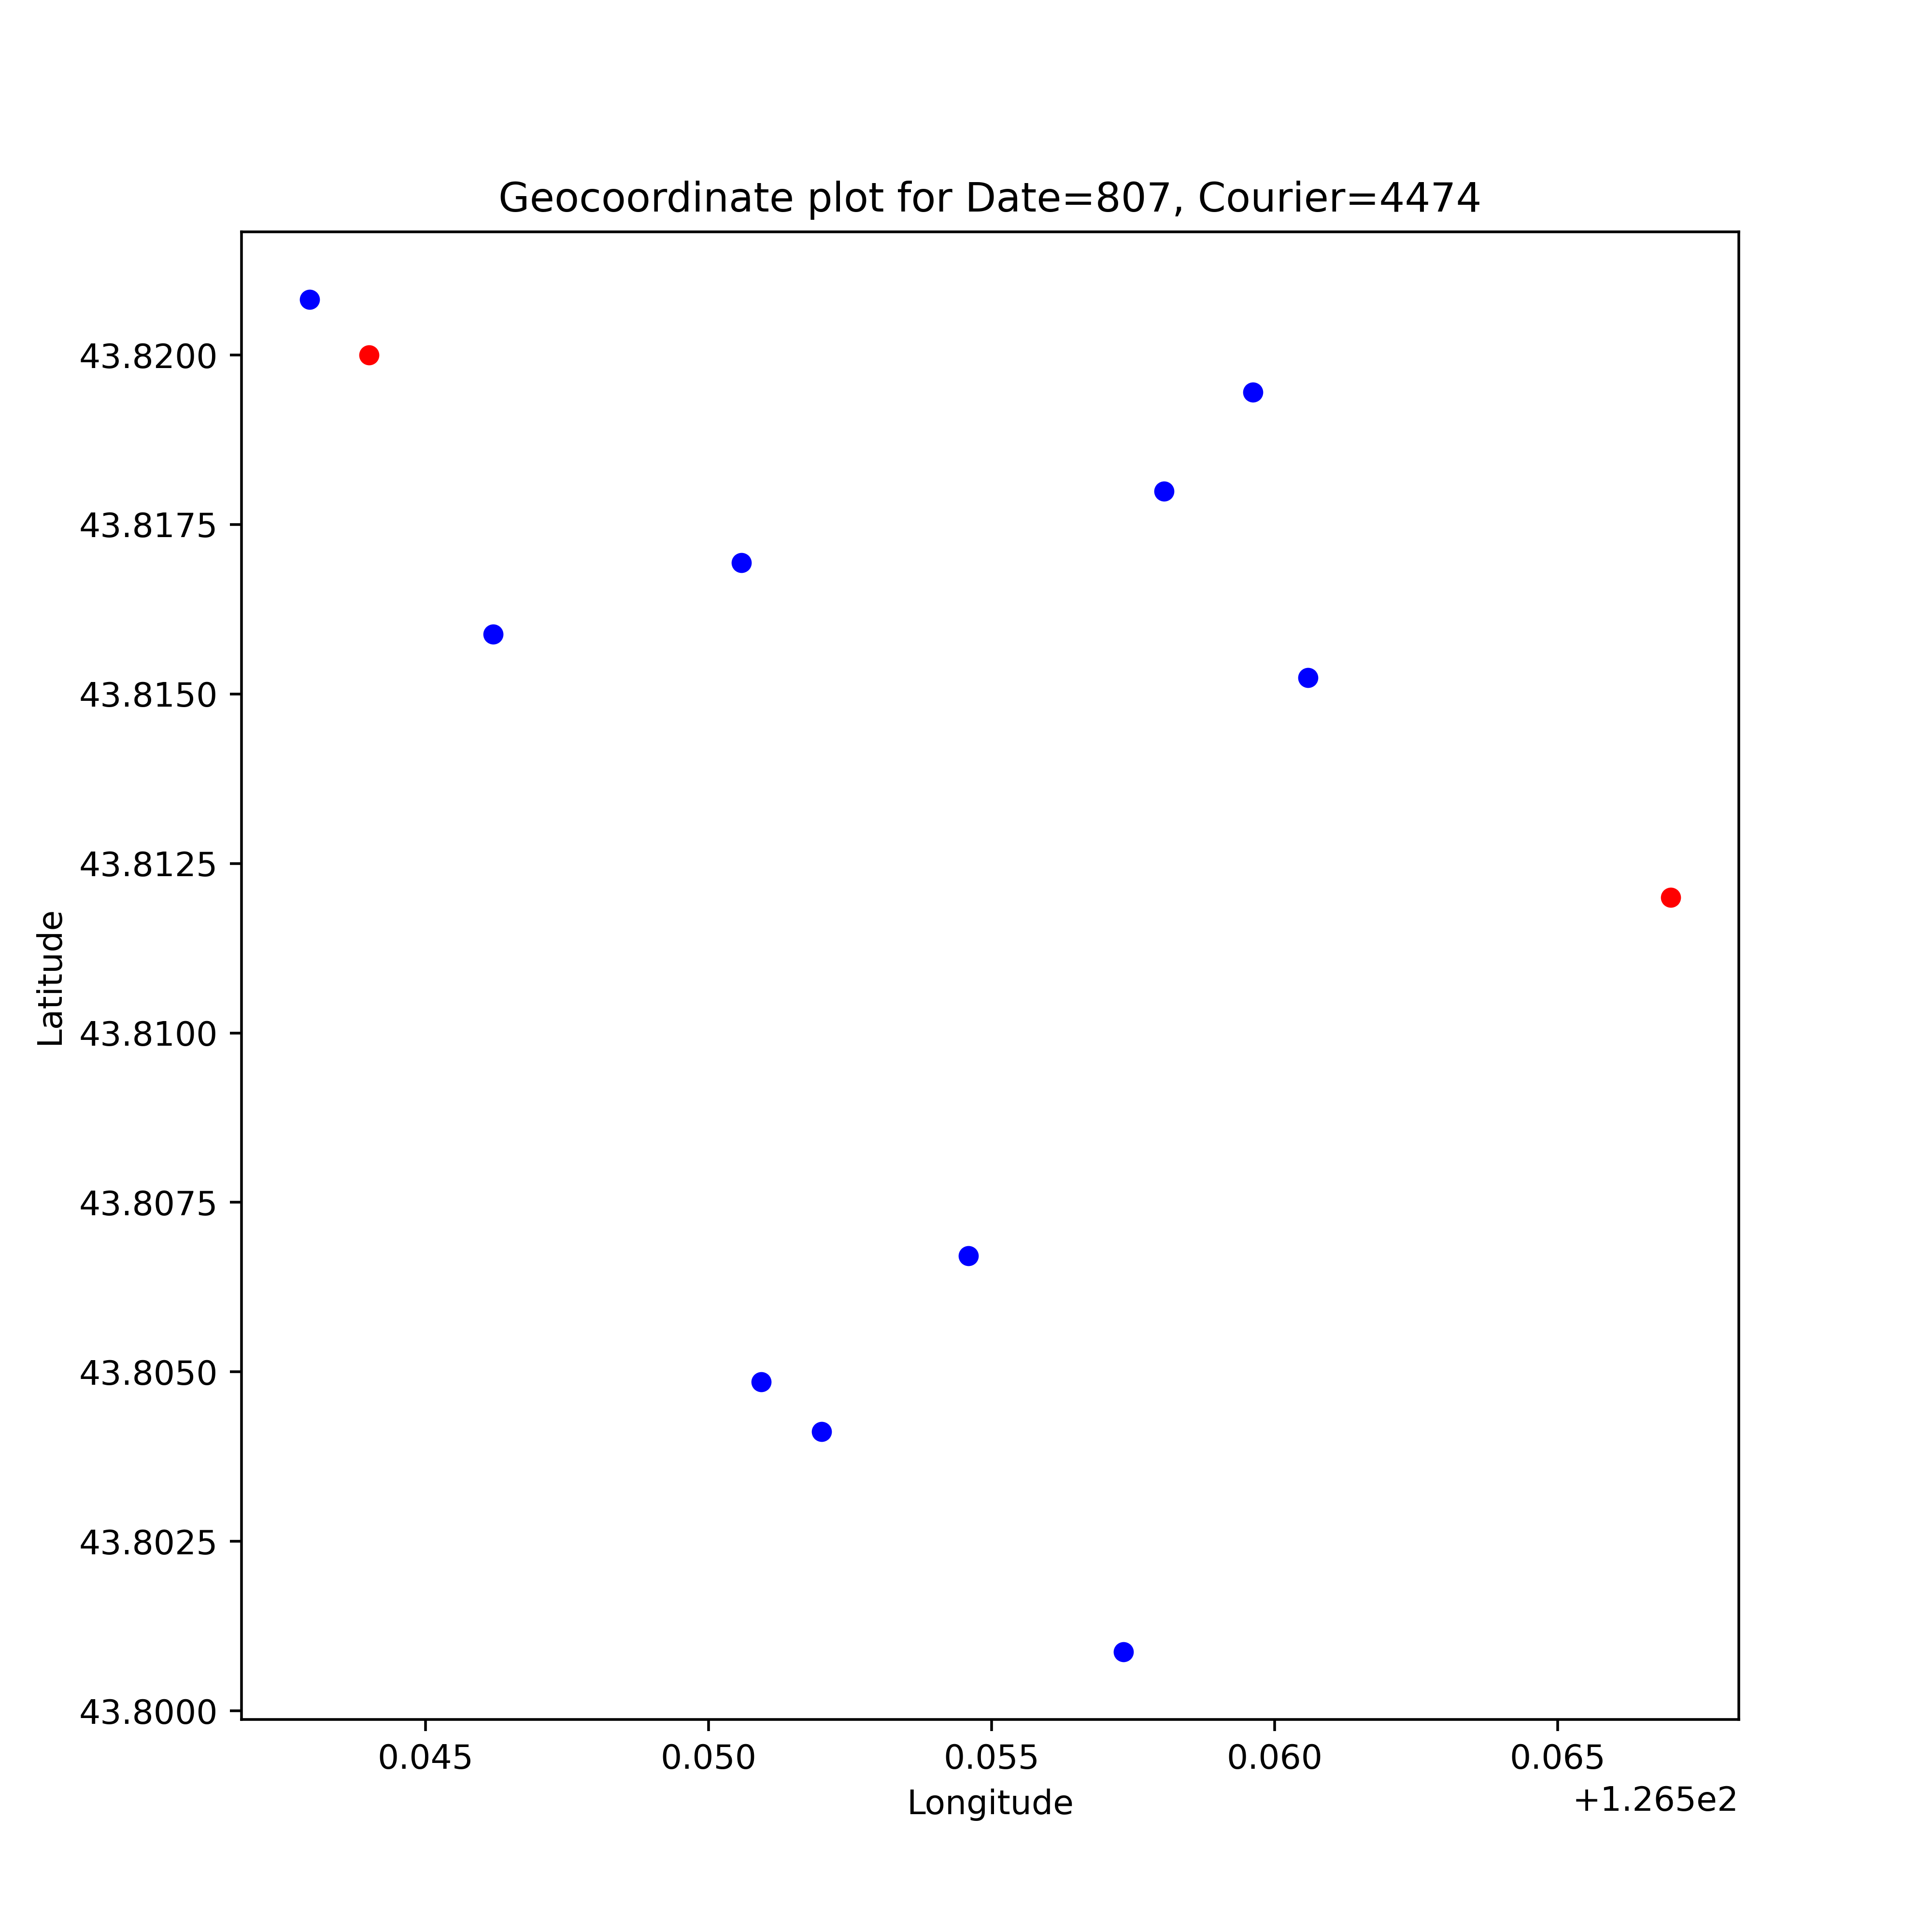 Geocoordinate plot for Date=807, Courier=4474
43.8200
43.8175
43.8150
43.8125
43.8100
43.8075
43.8050
43.8025
43.8000
Latitude
0.045 0.050 0.055 0.060 0.065
Longitude
+1.265e2